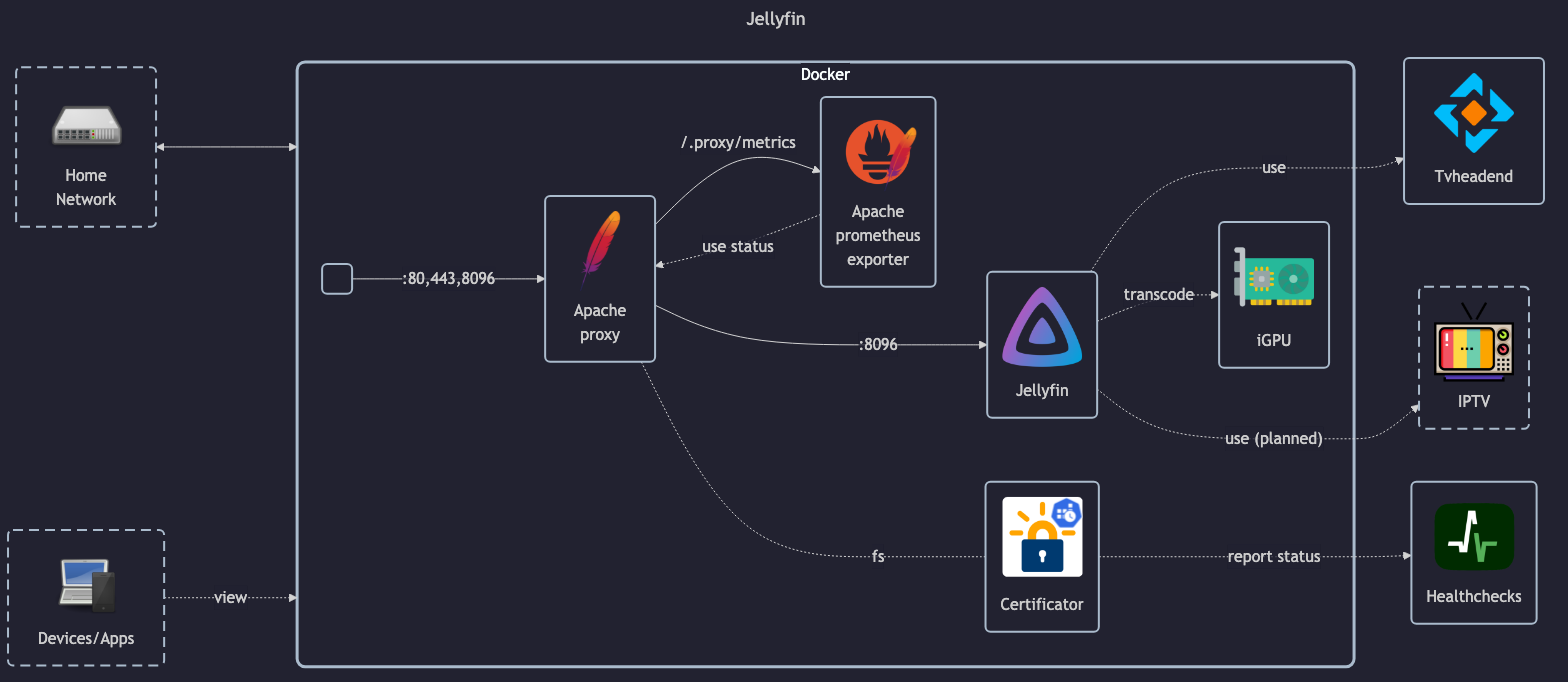 Jellyfin
Docker
Home
Network
/.proxy/metrics
Apache
prometheus
exporter
use status
:80,443,8096
Apache
proxy
:8096
Jellyfin
use
Tvheadend
transcode
iGPU
use (planned)
IPTV
fs
Certificator
report status
Healthchecks
view
Devices/Apps